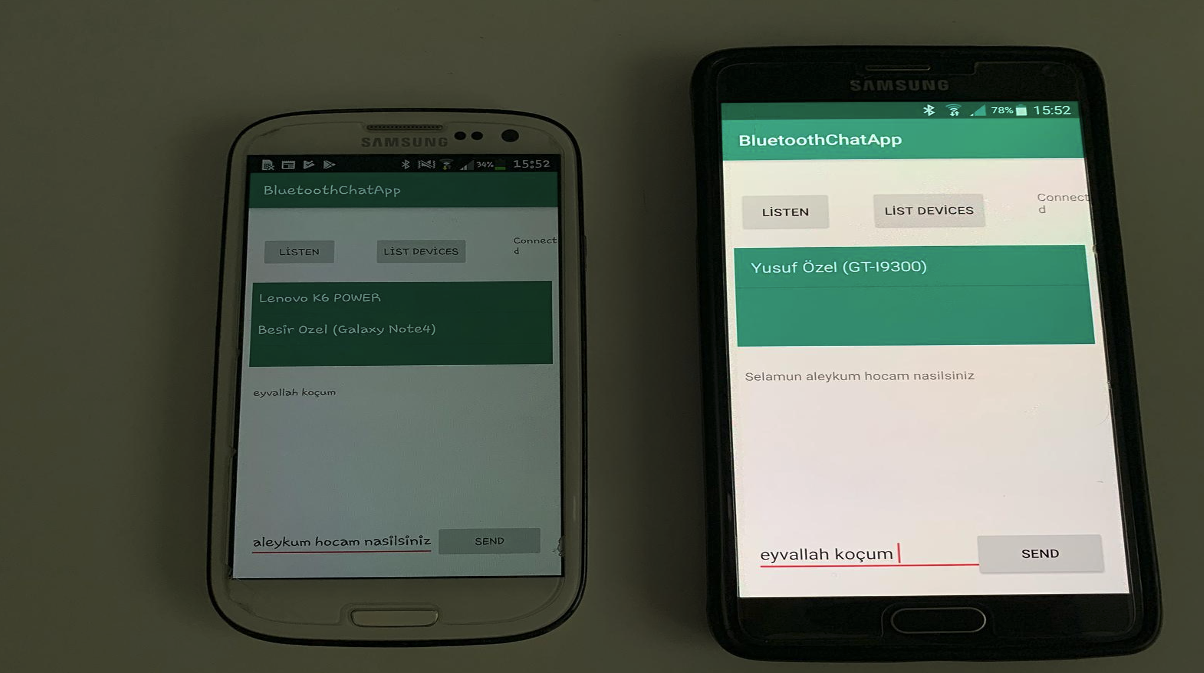 SAMSUNG
34% 15:52
BluetoothChatApp
LİSTEN
LİST DEVİCES
Connect
d
Lenovo K6 POWER
Besir Ozel (Galaxy Note4)
eyvallah koçum
aleykum hocam nasilsiniz
SEND
SAMSUNG
78% 15:52
BluetoothChatApp
LİSTEN
LİST DEVİCES
Connect
d
Yusuf Özel (GT-I9300)
Selamun aleykum hocam nasilsiniz
eyvallah koçum
SEND